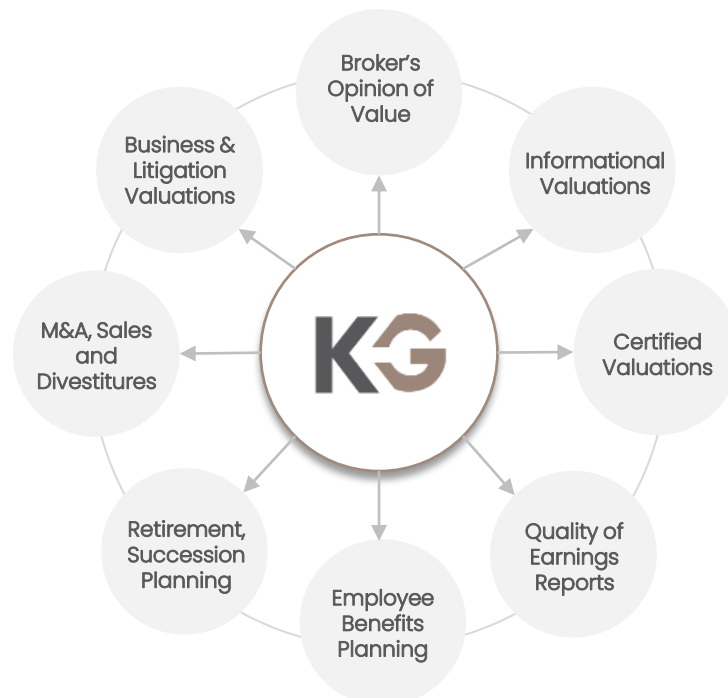 Broker's
Opinion of
Value
Informational
Valuations
Certified
Valuations
Quality of
Earnings
Reports
Employee
Benefits
Planning
Retirement,
Succession
Planning
M&A, Sales
and
Divestitures
Business &
Litigation
Valuations
KG